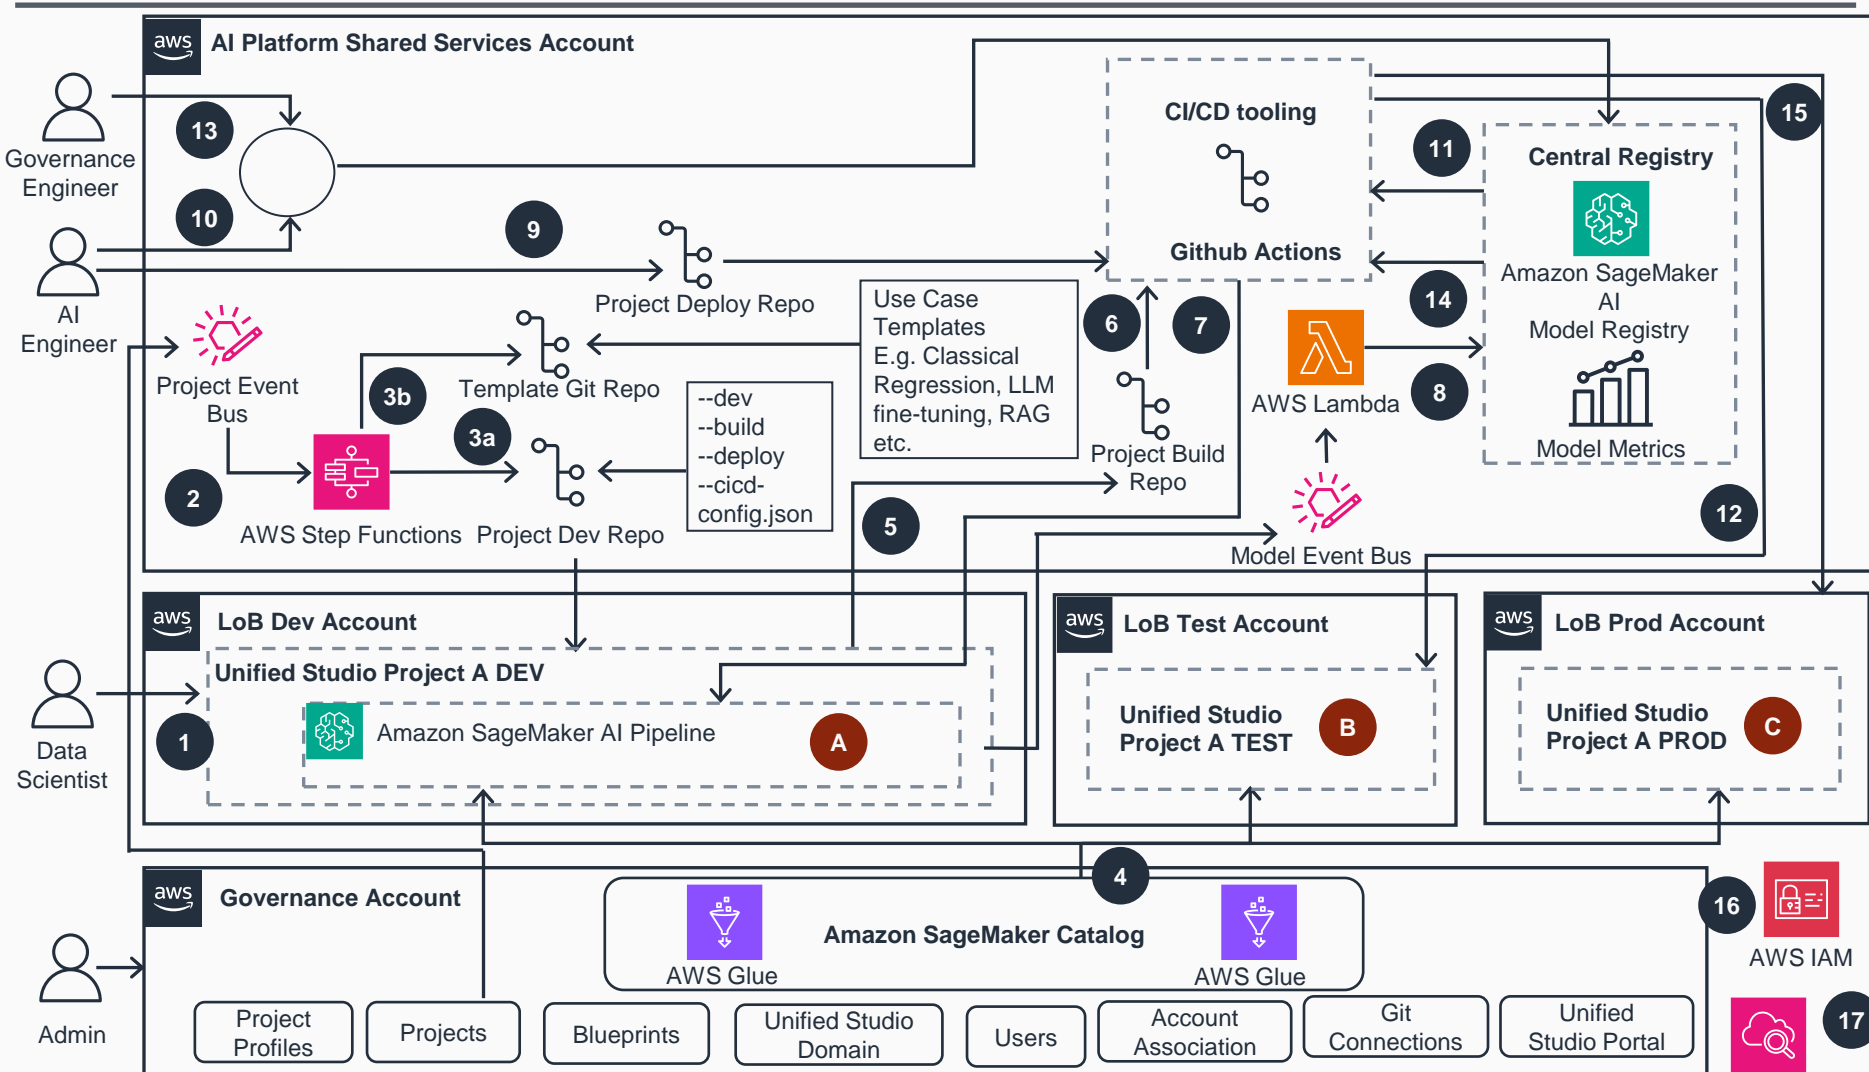 aws
AI Platform Shared Services Account
13
Governance
Engineer
10
AI
Engineer
9
Project Deploy Repo
CI/CD tooling
Github Actions
11
15
Central Registry
Amazon SageMaker
AI
Model Registry
Model Metrics
14
Project Event
Bus
3b
Template Git Repo
Use Case
Templates
E.g. Classical
Regression, LLM
fine-tuning, RAG
etc.
6
7
AWS Lambda
8
2
AWS Step Functions
3a
Project Dev Repo
--dev
--build
--deploy
--cicd-
config.json
5
Project Build
Repo
Model Event Bus
12
aws
LoB Dev Account
Unified Studio Project A DEV
Amazon SageMaker AI Pipeline
A
Data
Scientist
1
aws
LoB Test Account
Unified Studio
Project A TEST
B
aws
LoB Prod Account
Unified Studio
Project A PROD
C
4
aws
Governance Account
AWS Glue
Amazon SageMaker Catalog
AWS Glue
16
AWS IAM
17
Admin
Project
Profiles
Projects
Blueprints
Unified Studio
Domain
Users
Account
Association
Git
Connections
Unified
Studio Portal